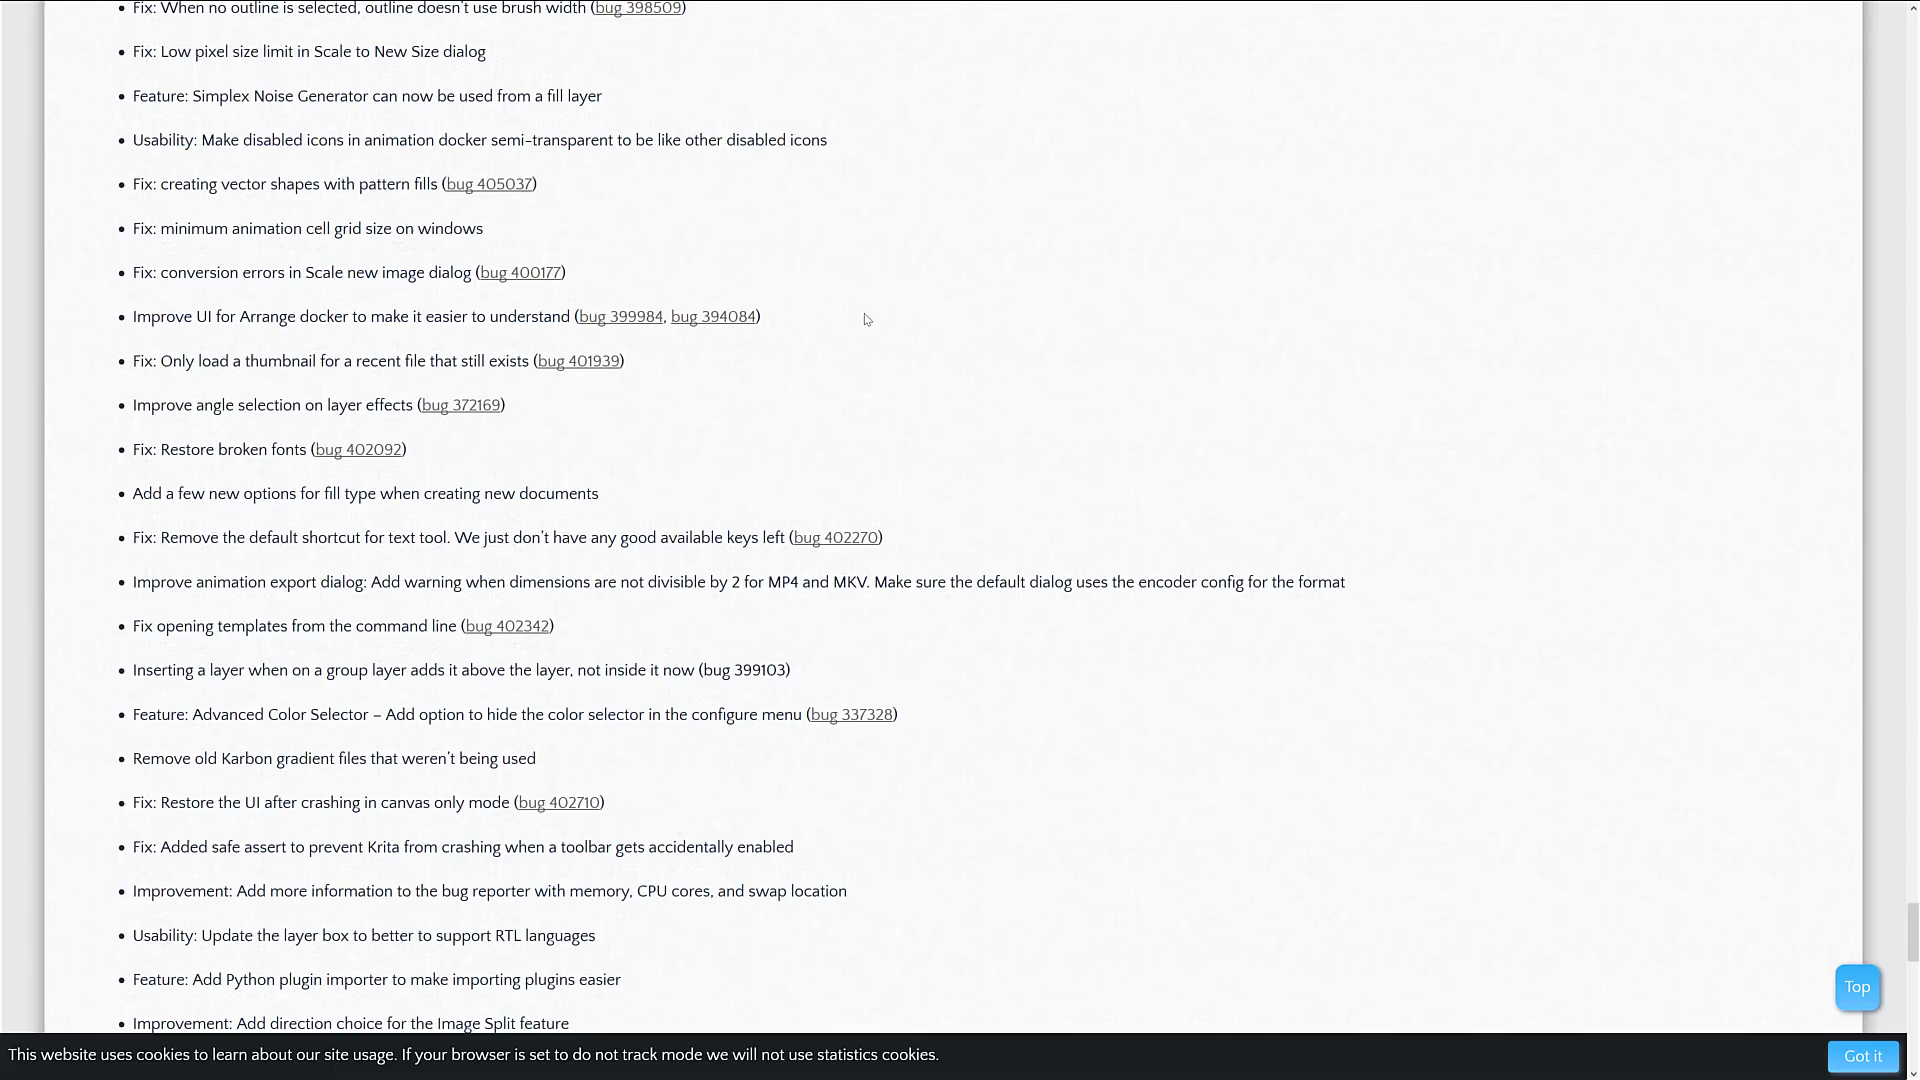 • Fix: When no outline is selected, outline doesn't use brush width (bug 398509)
• Fix: Low pixel size limit in Scale to New Size dialog
• Feature: Simplex Noise Generator can now be used from a fill layer
• Usability: Make disabled icons in animation docker semi-transparent to be like other disabled icons
• Fix: creating vector shapes with pattern fills (bug 405037)
• Fix: minimum animation cell grid size on windows
• Fix: conversion errors in Scale new image dialog (bug 400177)
• Improve UI for Arrange docker to make it easier to understand (bug 399984, bug 394084)
• Fix: Only load a thumbnail for a recent file that still exists (bug 401939)
• Improve angle selection on layer effects (bug 372169)
• Fix: Restore broken fonts (bug 402092)
• Add a few new options for fill type when creating new documents
• Fix: Remove the default shortcut for text tool. We just don't have any good available keys left (bug 402270)
• Improve animation export dialog: Add warning when dimensions are not divisible by 2 for MP4 and MKV. Make sure the default dialog uses the encoder config for the format
• Fix opening templates from the command line (bug 402342)
• Inserting a layer when on a group layer adds it above the layer, not inside it now (bug 399103)
• Feature: Advanced Color Selector – Add option to hide the color selector in the configure menu (bug 337328)
• Remove old Karbon gradient files that weren't being used
• Fix: Restore the UI after crashing in canvas only mode (bug 402710)
• Fix: Added safe assert to prevent Krita from crashing when a toolbar gets accidentally enabled
• Improvement: Add more information to the bug reporter with memory, CPU cores, and swap location
• Usability: Update the layer box to better to support RTL languages
• Feature: Add Python plugin importer to make importing plugins easier
Top
• Improvement: Add direction choice for the Image Split feature
This website uses cookies to learn about our site usage. If your browser is set to do not track mode we will not use statistics cookies.
Got it